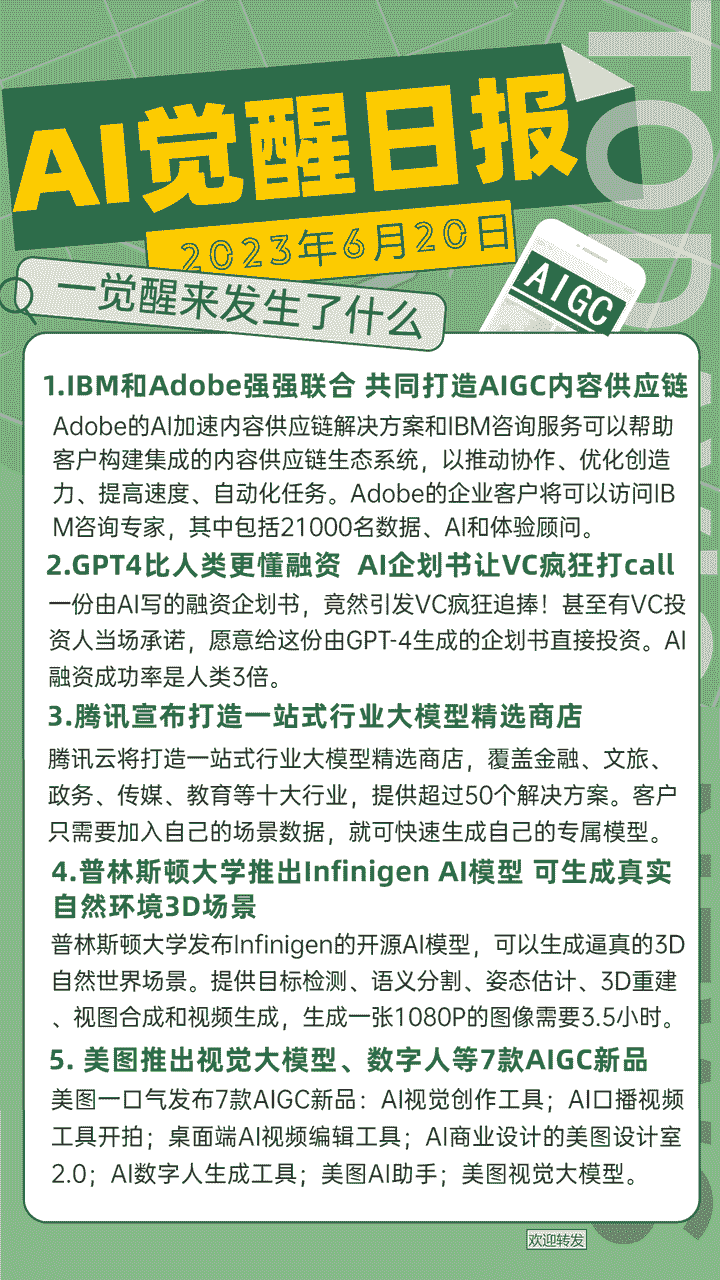 AI觉醒日报
2023年6月20日
一觉醒来发生了什么
AIGC
1.IBM和Adobe强强联合 共同打造AIGC内容供应链
Adobe的AI加速内容供应链解决方案和IBM咨询服务可以帮助
客户构建集成的内容供应链生态系统，以推动协作、优化创造
力、提高速度、自动化任务。Adobe的企业客户将可以访问IB
M咨询专家，其中包括21000名数据、AI和体验顾问。
2.GPT4比人类更懂融资 AI企划书让VC疯狂打call
一份由AI写的融资企划书，竟然引发VC疯狂追捧！甚至有VC投
资人当场承诺，愿意给这份由GPT-4生成的企划书直接投资。AI
融资成功率是人类3倍。
3.腾讯宣布打造一站式行业大模型精选商店
腾讯云将打造一站式行业大模型精选商店，覆盖金融、文旅、
政务、传媒、教育等十大行业，提供超过50个解决方案。客户
只需要加入自己的场景数据，就可快速生成自己的专属模型。
4.普林斯顿大学推出Infinigen AI模型 可生成真实
自然环境3D场景
普林斯顿大学发布Infinigen的开源AI模型，可以生成逼真的3D
自然世界场景。提供目标检测、语义分割、姿态估计、3D重建
、视图合成和视频生成，生成一张1080P的图像需要3.5小时。
5. 美图推出视觉大模型、数字人等7款AIGC新品
美图一口气发布7款AIGC新品：AI视觉创作工具；AI口播视频
工具开拍；桌面端AI视频编辑工具；AI商业设计的美图设计室
2.0；AI数字人生成工具；美图AI助手；美图视觉大模型。
欢迎转发